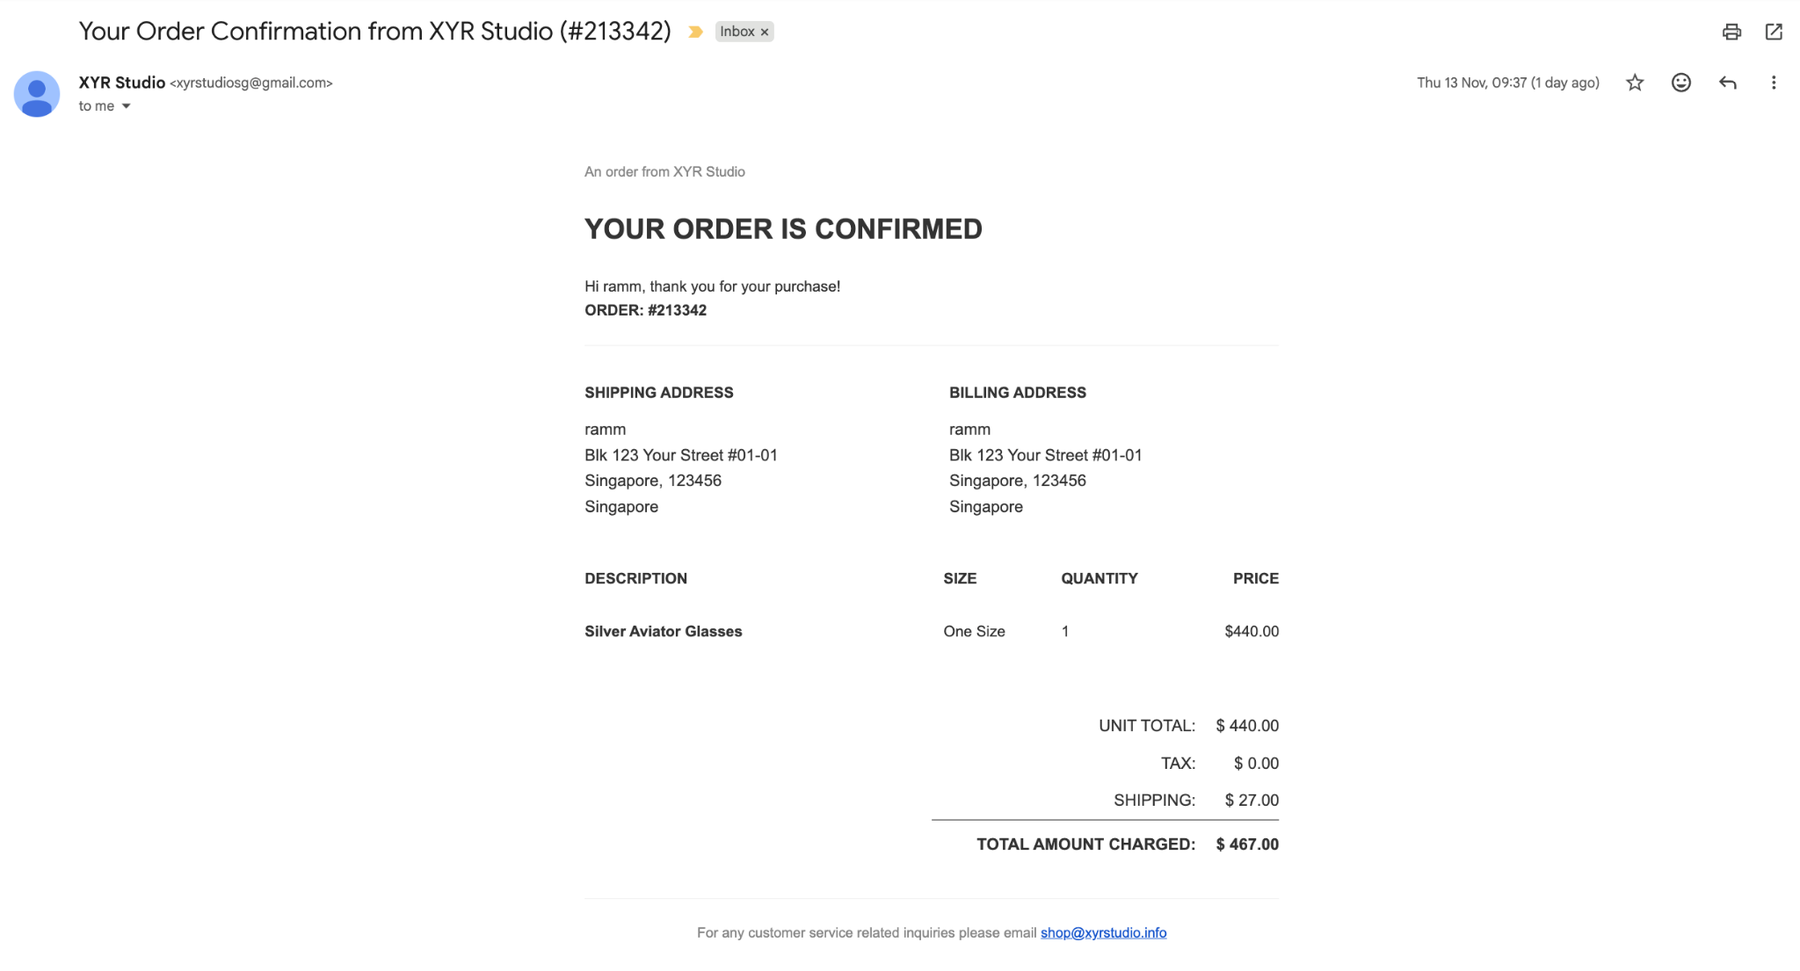 Your Order Confirmation from XYR Studio (#213342) Inbox ×
XYR Studio <xyrstudiosg@gmail.com> Thu 13 Nov, 09:37 (1 day ago)
to me
An order from XYR Studio
YOUR ORDER IS CONFIRMED
Hi ramm, thank you for your purchase!
ORDER: #213342
SHIPPING ADDRESS
ramm
Blk 123 Your Street #01-01
Singapore, 123456
Singapore
BILLING ADDRESS
ramm
Blk 123 Your Street #01-01
Singapore, 123456
Singapore
DESCRIPTION SIZE QUANTITY PRICE
Silver Aviator Glasses One Size 1 $440.00
UNIT TOTAL: $ 440.00
TAX: $ 0.00
SHIPPING: $ 27.00
TOTAL AMOUNT CHARGED: $ 467.00
For any customer service related inquiries please email shop@xyrstudio.info